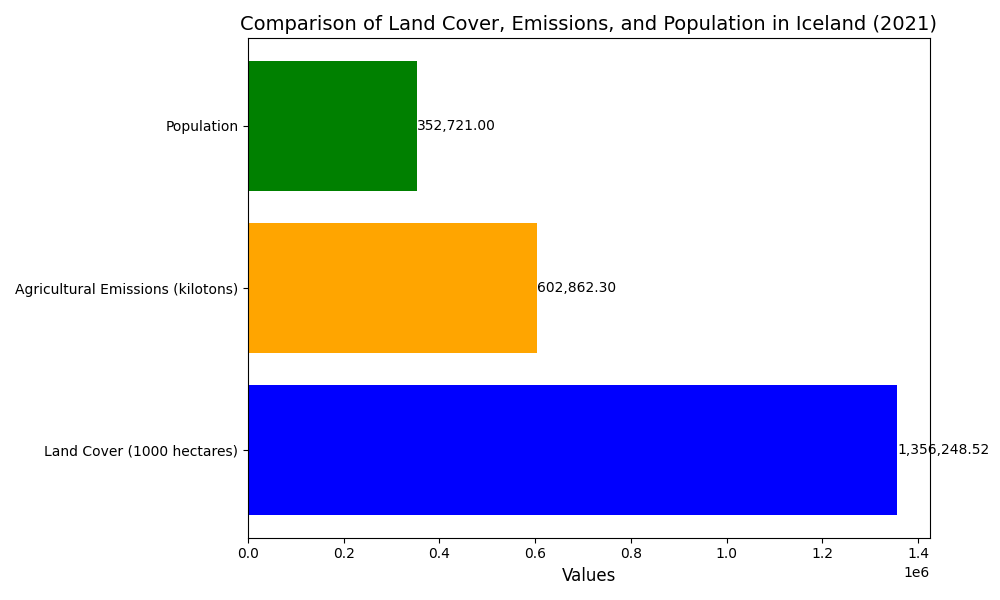 Comparison of Land Cover, Emissions, and Population in Iceland (2021)
Population
352,721.00
Agricultural Emissions (kilotons)
602,862.30
Land Cover (1000 hectares)
1,356,248.52
0.0 0.2 0.4 0.6 0.8 1.0 1.2 1.4
1e6
Values